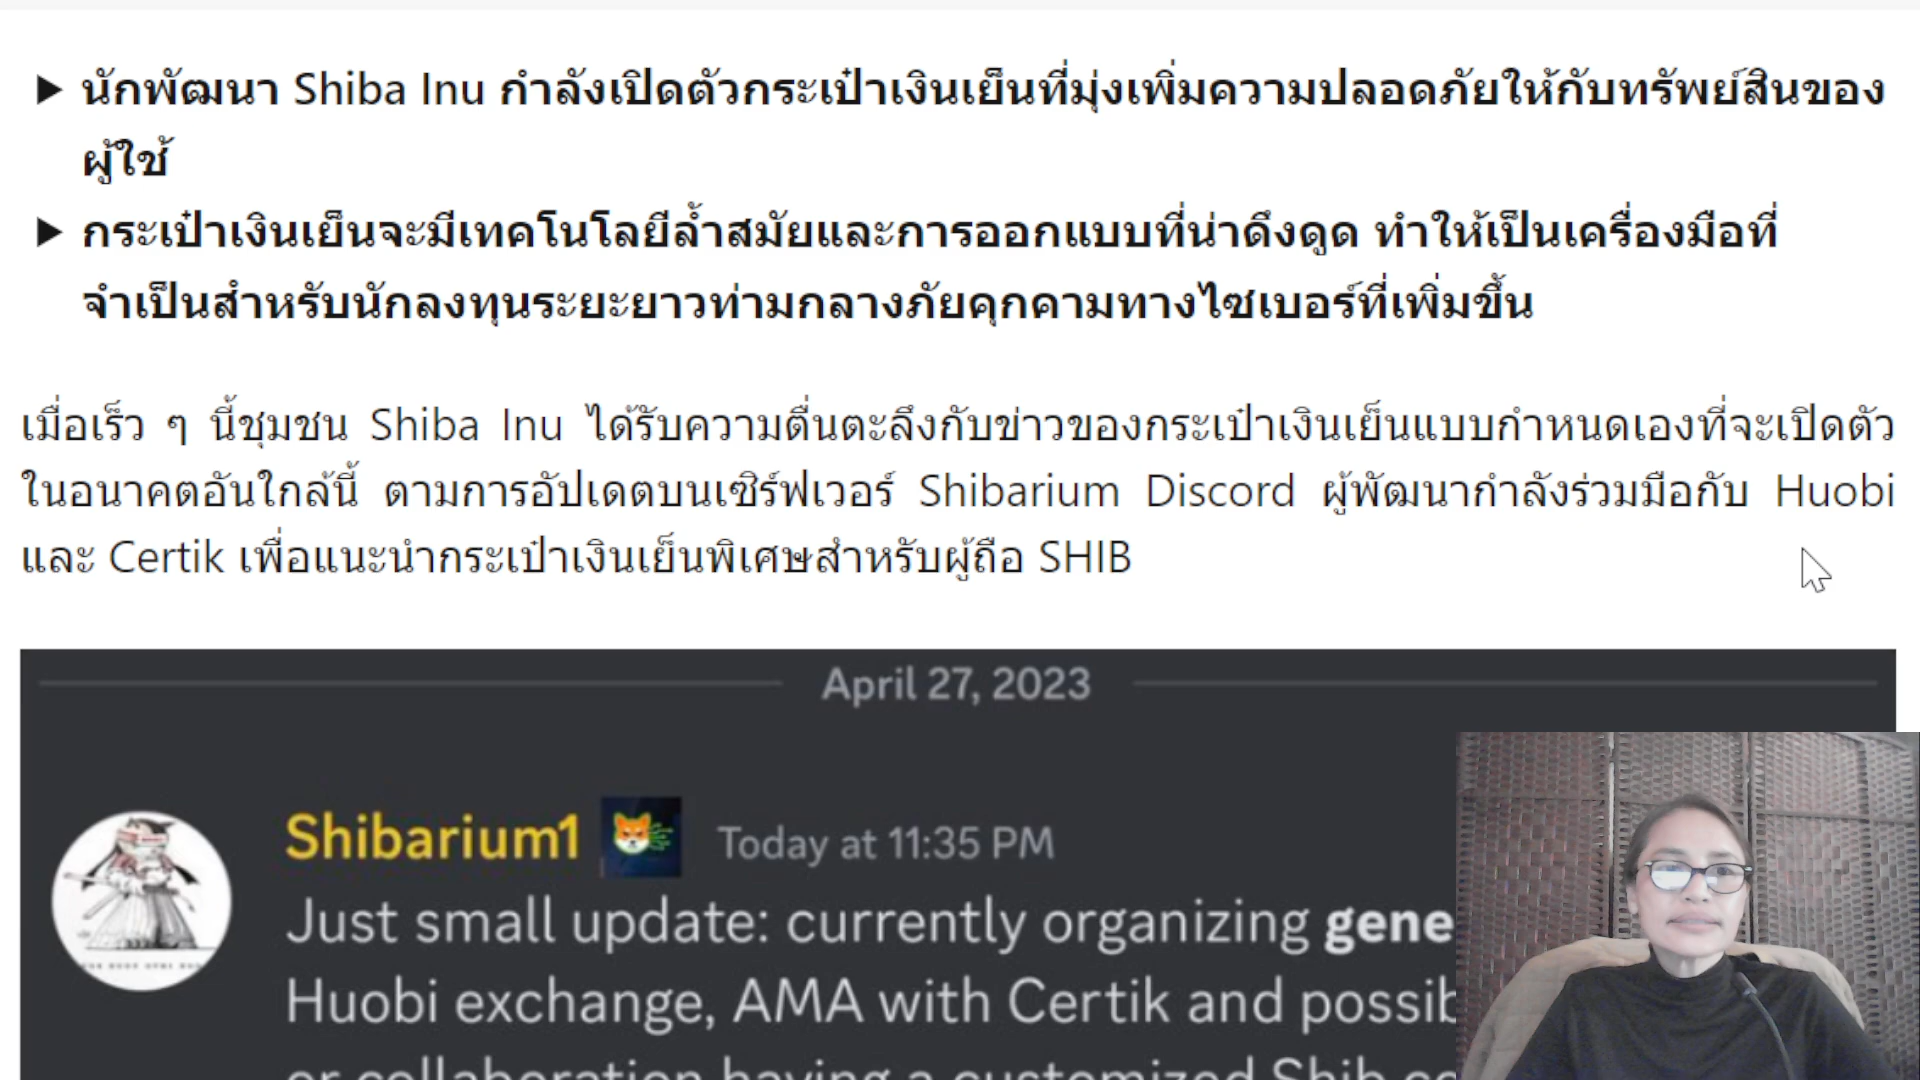 นักพัฒนา Shiba Inu กำลังเปิดตัวกระเป๋าเงินเย็นที่มุ่งเพิ่มความปลอดภัยให้กับทรัพย์สินของ
ผู้ใช้
กระเป๋าเงินเย็นจะมีเทคโนโลยีล้ำสมัยและการออกแบบที่น่าดึงดูด ทำให้เป็นเครื่องมือที่
จำเป็นสำหรับนักลงทุนระยะยาวท่ามกลางภัยคุกคามทางไซเบอร์ที่เพิ่มขึ้น
เมื่อเร็ว ๆ นี้ชุมชน Shiba Inu ได้รับความตื่นตะลึงกับข่าวของกระเป๋าเงินเย็นแบบกำหนดเองที่จะเปิดตัว
ในอนาคตอันใกล้นี้ ตามการอัปเดตบนเซิร์ฟเวอร์ Shibarium Discord ผู้พัฒนากำลังร่วมมือกับ Huobi
และ Certik เพื่อแนะนำกระเป๋าเงินเย็นพิเศษสำหรับผู้ถือ SHIB
April 27, 2023
Shibarium1 Today at 11:35 PM
Just small update: currently organizing gene
Huobi exchange, AMA with Certik and possib
or collaboration having a customized Shib